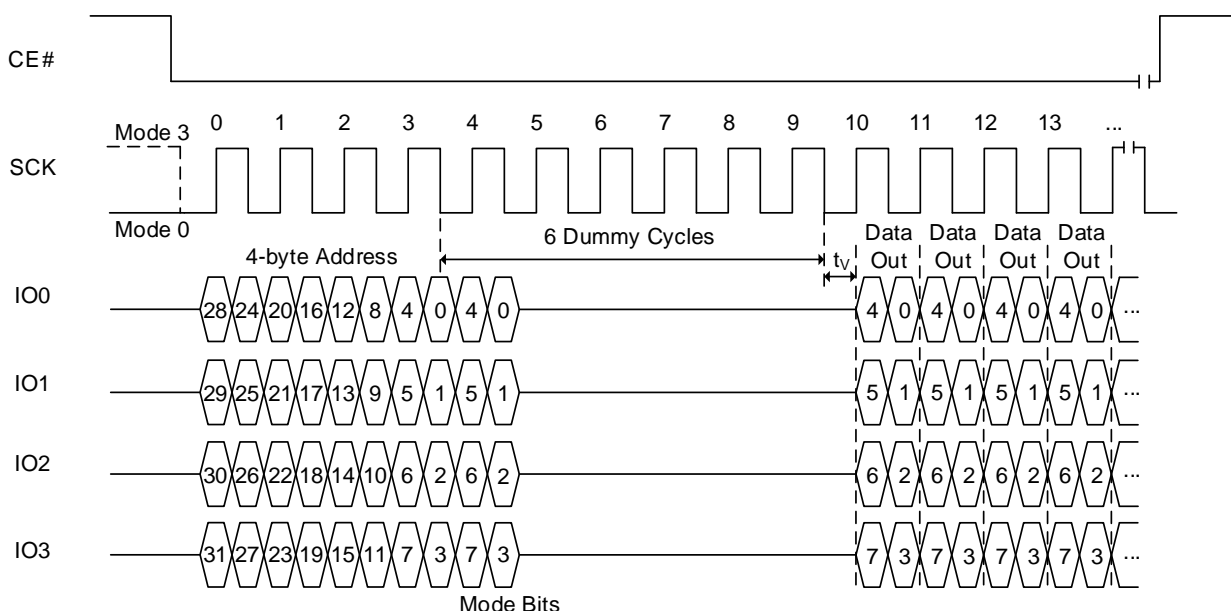 CE#
Mode 3 0 1 2 3 4 5 6 7 8 9 10 11 12 13 ...
SCK
Mode 0
6 Dummy Cycles
Data Data Data Data
4-byte Address
tV Out Out Out Out
IO0 28 24 20 16 12 8 4 0 4 0 4 0 4 0 4 0 4 0 ...
IO1 29 25 21 17 13 9 5 1 5 1 5 1 5 1 5 1 5 1 ...
IO2 30 26 22 18 14 10 6 2 6 2 6 2 6 2 6 2 6 2 ...
IO3 31 27 23 19 15 11 7 3 7 3 7 3 7 3 7 3 7 3 ...
Mode Bits